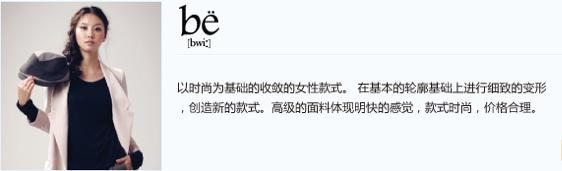 bë
[bwiː]
以时尚为基础的收敛的女性款式。 在基本的轮廓基础上进行细致的变形
，创造新的款式。高级的面料体现明快的感觉，款式时尚，价格合理。